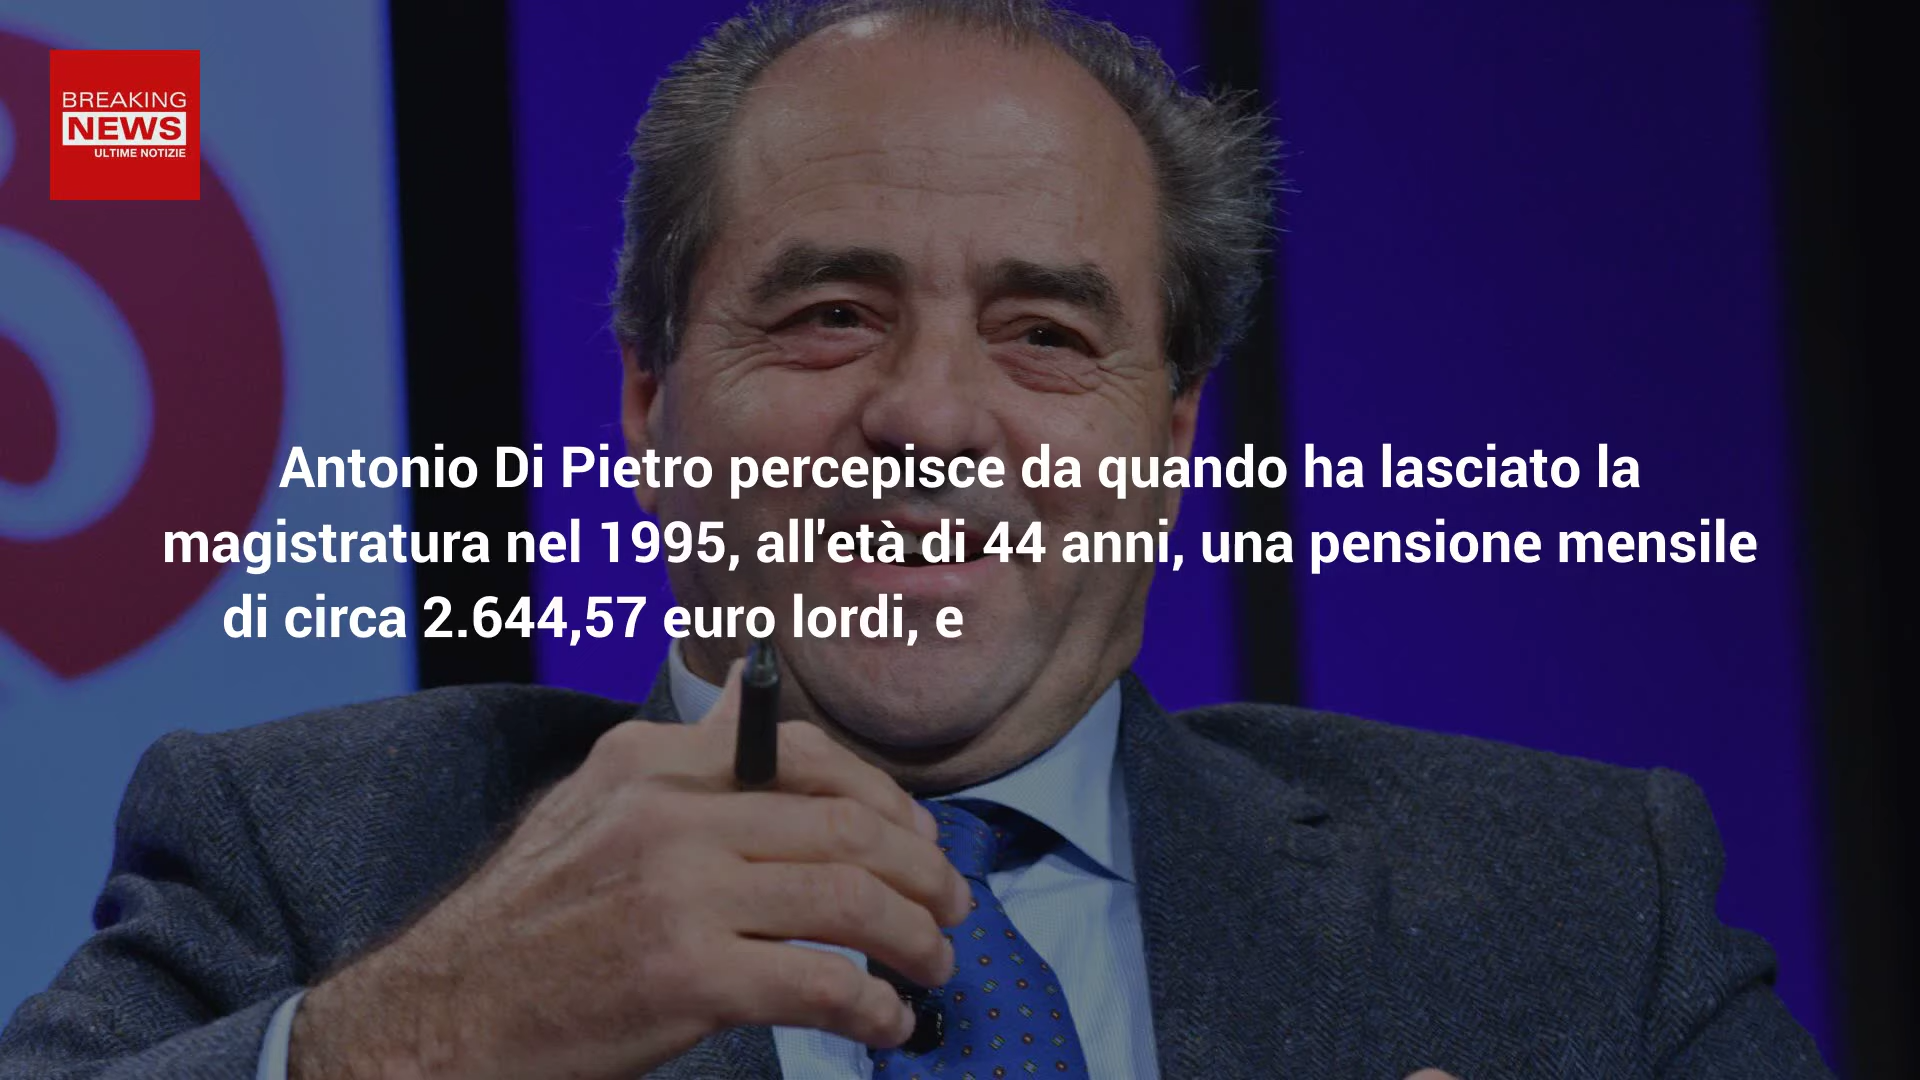 BREAKING
NEWS
ULTIME NOTIZIE
Antonio Di Pietro percepisce da quando ha lasciato la
magistratura nel 1995, all'età di 44 anni, una pensione mensile
di circa 2.644,57 euro lordi, e